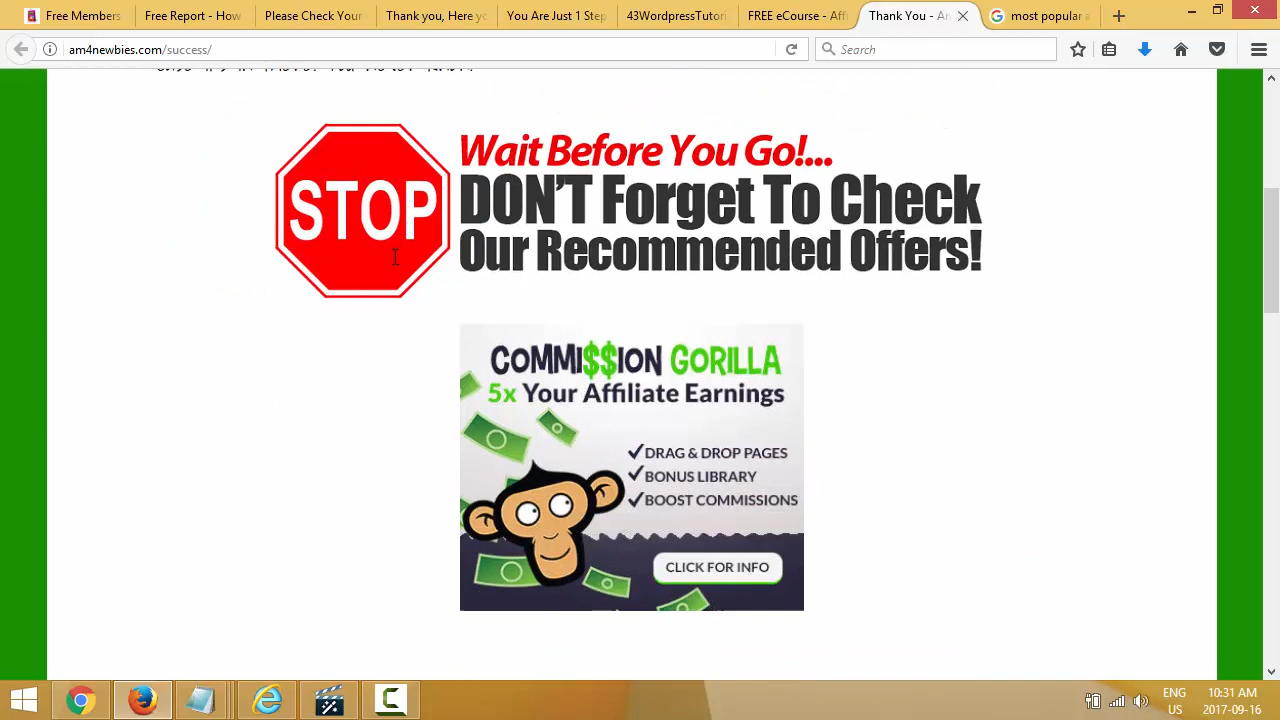 Free Members
Free Report - How
Please Check Your
Thank you, Here y
You Are Just 1 Step
43WordpressTutori
FREE eCourse - Affi
Thank You - An
most popular a
am4newbies.com/success/
Search
STOP
Wait Before You Go!...
DON'T Forget To Check
Our Recommended Offers!
COMMI$$ION GORILLA
5x Your Affiliate Earnings
DRAG & DROP PAGES
BONUS LIBRARY
BOOST COMMISSIONS
CLICK FOR INFO
ENG
US
10:31 AM
2017-09-16